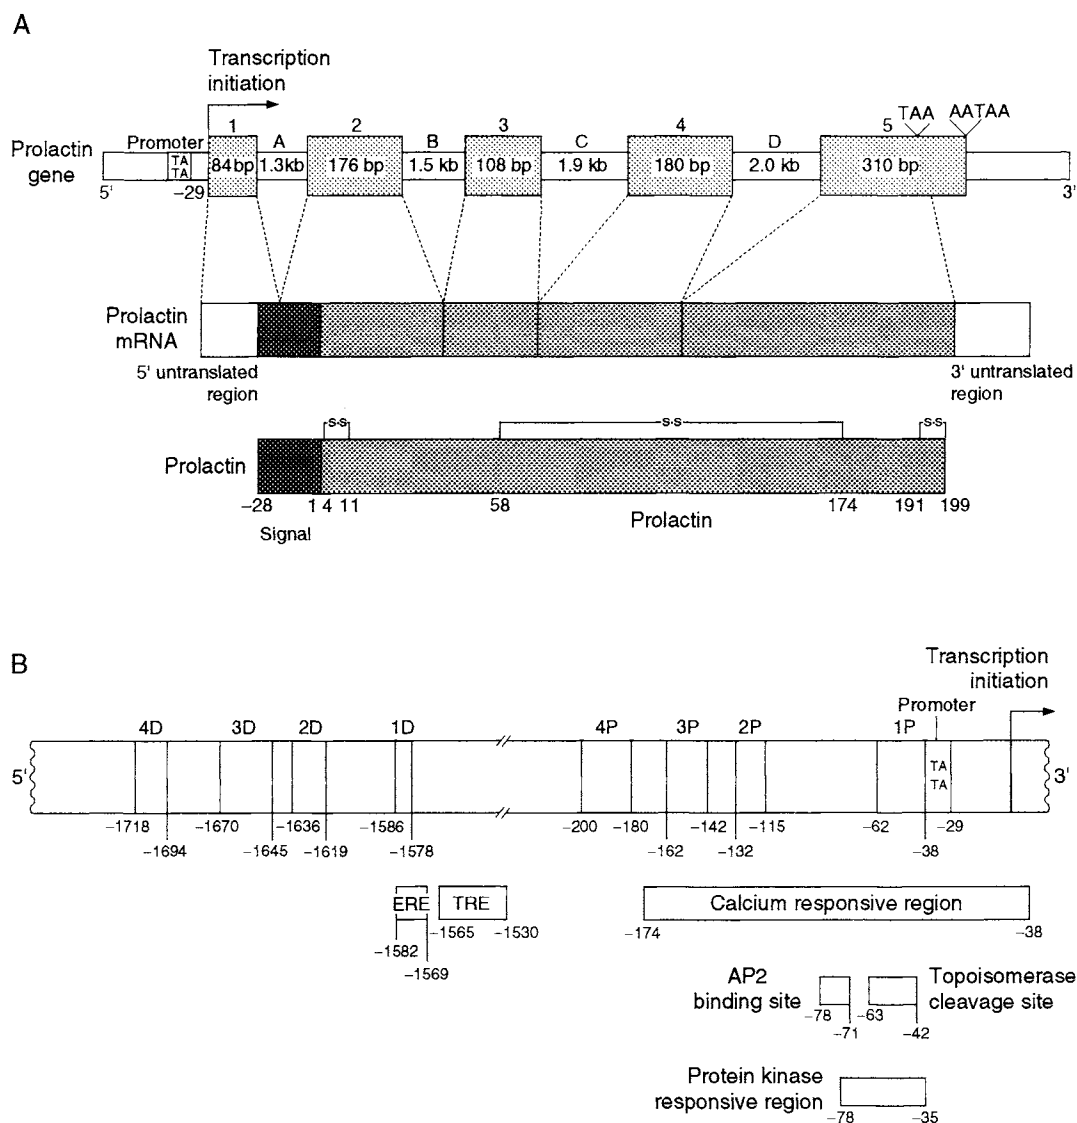 A
Transcription
initiation
TAA AATAA
1 A 2 B 3 C 4 D 5
Promoter
Prolactin
gene
TA
TA
84 bp 1.3kb 176 bp 1.5 kb 108 bp 1.9 kb 180 bp 2.0 kb 310 bp
5' −29 3'
Prolactin
mRNA
5' untranslated
region
3' untranslated
region
s-s s-s s-s
Prolactin
−28 1 4 11 58 174 191 199
Signal
Prolactin
B
Transcription
initiation
Promoter
4D 3D 2D 1D 4P 3P 2P 1P
5' 3'
TA
TA
−1718 −1670 −1636 −1586 −200 −180 −142 −115 −62 −29
−1694 −1645 −1619 −1578 −162 −132 −38
ERE TRE Calcium responsive region
−1565 −1530 −174 −38
−1582
−1569
AP2
binding site
Topoisomerase
cleavage site
−78 −63
−71 −42
Protein kinase
responsive region
−78 −35